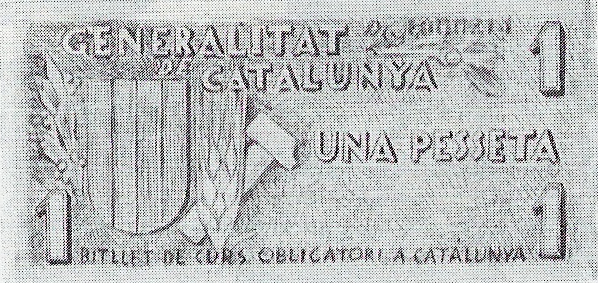 GENERALITAT
DE CATALUNYA
1
UNA PESSETA
1 1
BITLLET DE CURS OBLIGATORI A CATALUNYA